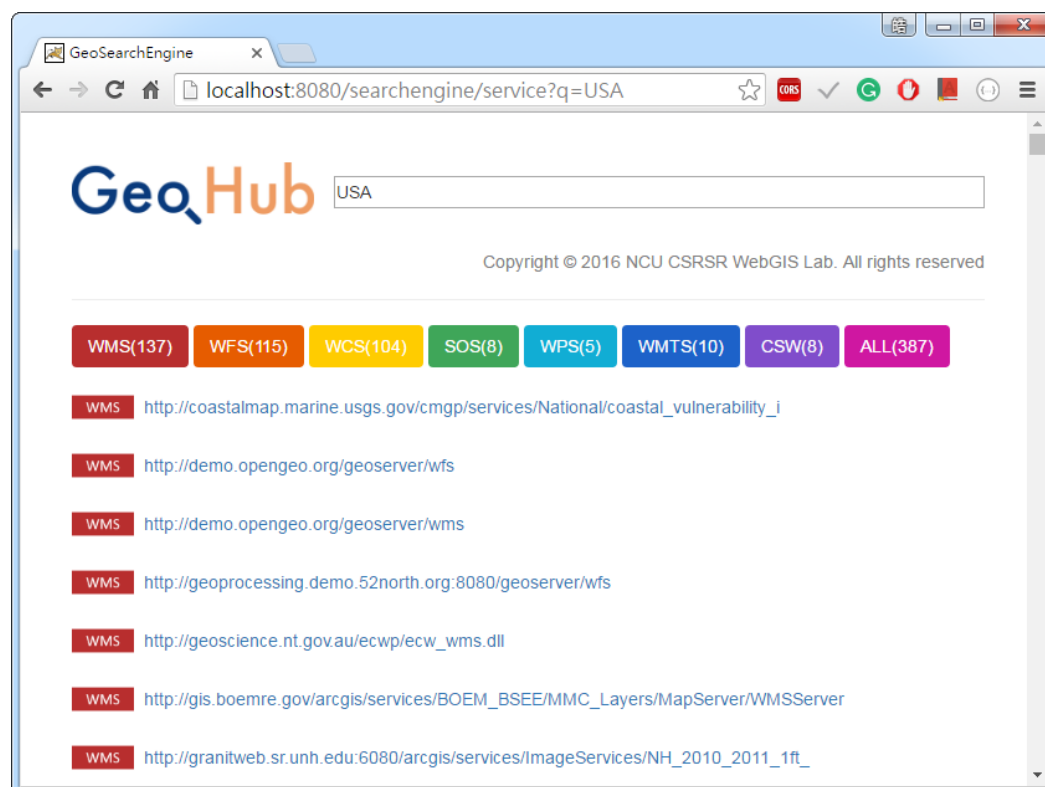 皓
GeoSearchEngine
localhost:8080/searchengine/service?q=USA
CORS
GeoHub
USA
Copyright © 2016 NCU CSRSR WebGIS Lab. All rights reserved
WMS(137) WFS(115) WCS(104) SOS(8) WPS(5) WMTS(10) CSW(8) ALL(387)
WMS http://coastalmap.marine.usgs.gov/cmgp/services/National/coastal_vulnerability_i
WMS http://demo.opengeo.org/geoserver/wfs
WMS http://demo.opengeo.org/geoserver/wms
WMS http://geoprocessing.demo.52north.org:8080/geoserver/wfs
WMS http://geoscience.nt.gov.au/ecwp/ecw_wms.dll
WMS http://gis.boemre.gov/arcgis/services/BOEM_BSEE/MMC_Layers/MapServer/WMSServer
WMS http://granitweb.sr.unh.edu:6080/arcgis/services/ImageServices/NH_2010_2011_1ft_